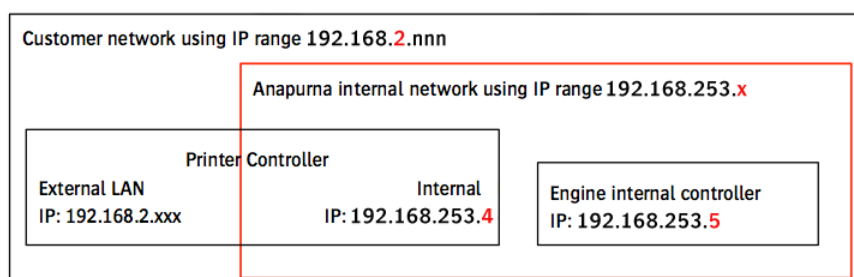 Customer network using IP range 192.168.2.nnn
Anapurna internal network using IP range 192.168.253.x
Printer Controller
External LAN
IP: 192.168.2.xxx
Internal
IP: 192.168.253.4
Engine internal controller
IP: 192.168.253.5